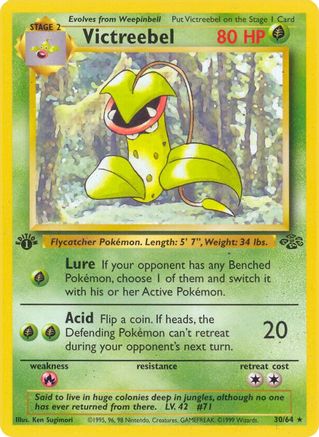 STAGE 2
Evolves from Weepinbell
Put Victreebel on the Stage 1 Card
Victreebel
80 HP
EDITION
1
Flycatcher Pokémon. Length: 5' 7", Weight: 34 lbs.
Lure If your opponent has any Benched
Pokémon, choose 1 of them and switch it
with his or her Active Pokémon.
Acid Flip a coin. If heads, the
Defending Pokémon can't retreat
during your opponent's next turn.
20
weakness
resistance
retreat cost
Said to live in huge colonies deep in jungles, although no
one has ever returned from there. LV. 42 #71
Illus. Ken Sugimori
©1995, 96, 98 Nintendo, Creatures, GAMEFREAK. ©1999 Wizards.
30/64 ★